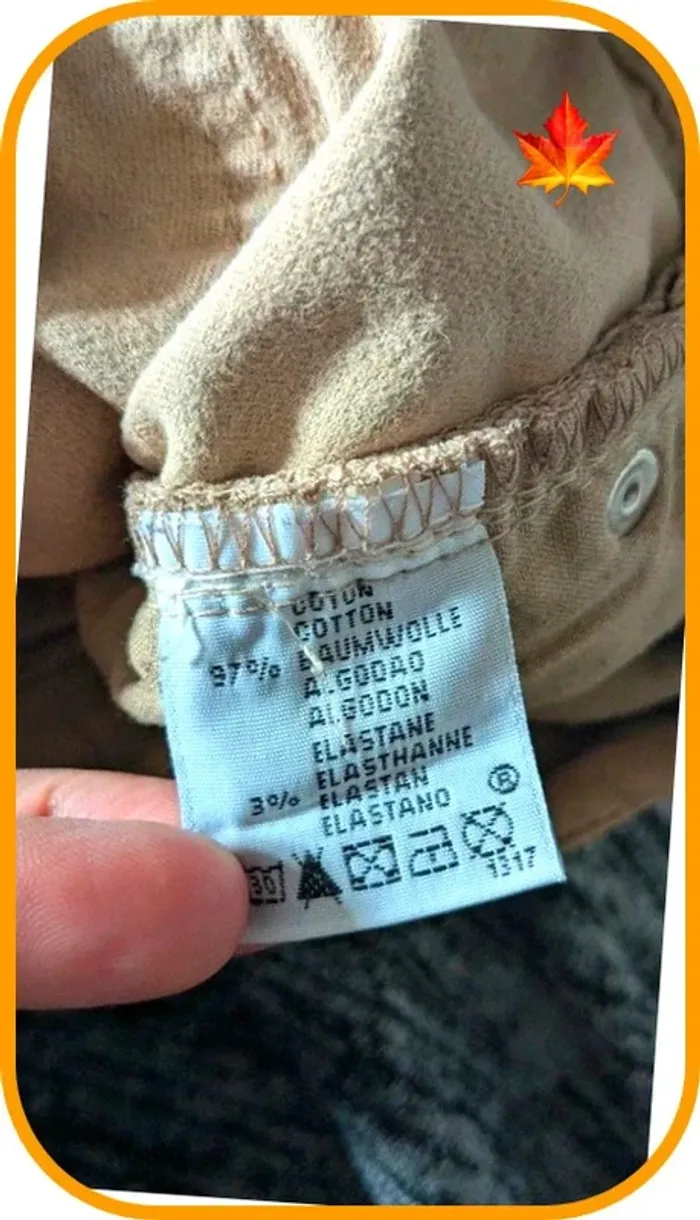 COTON
COTTON
97% BAUMWOLLE
ALGODAO
ALGODON
ELASTANE
ELASTHANNE
3% ELASTAN
ELASTANO
®
30
1317